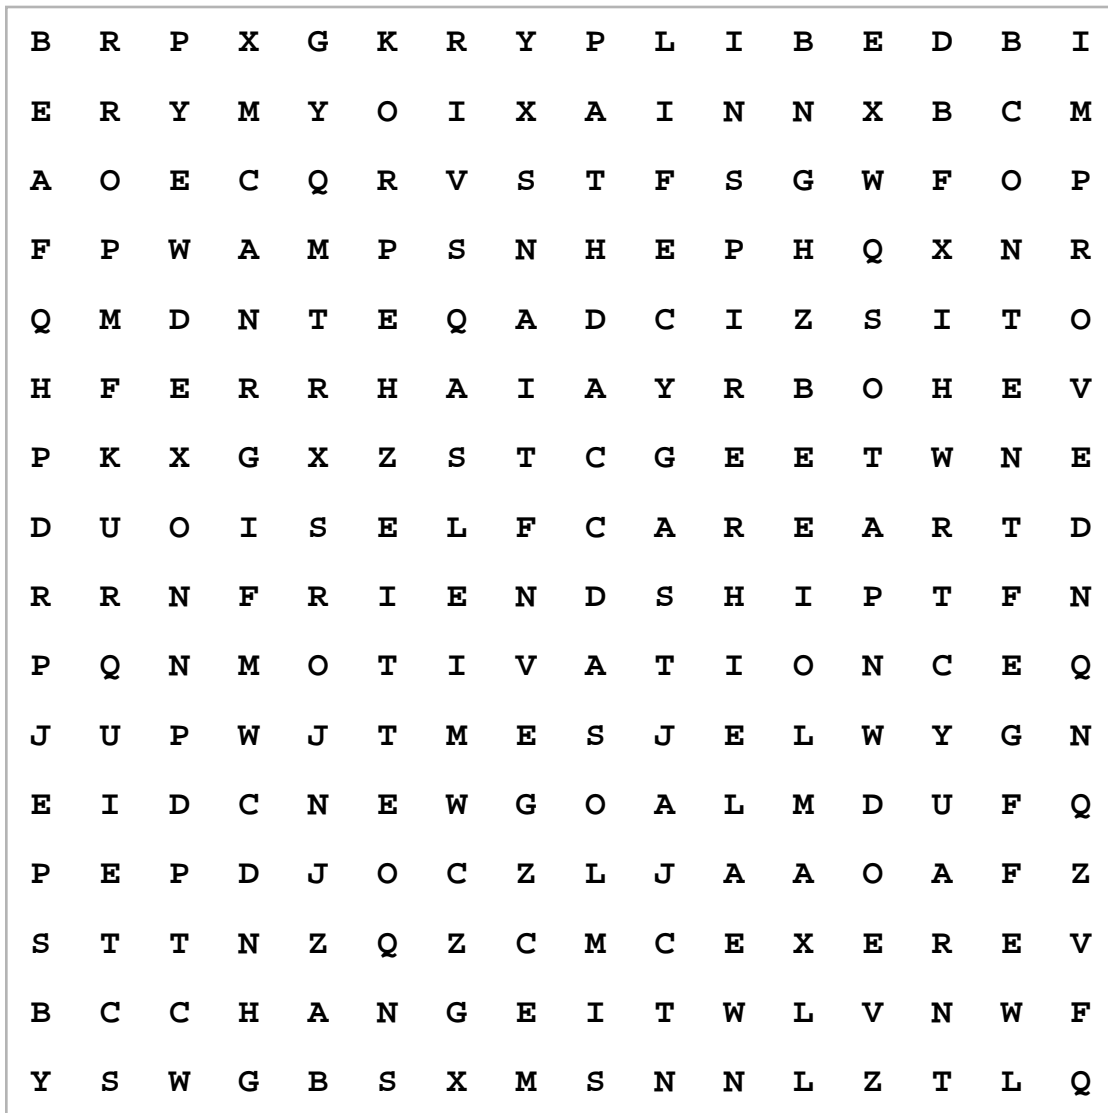 B R P X G K R Y P L I B E D B I
E R Y M Y O I X A I N N X B C M
A O E C Q R V S T F S G W F O P
F P W A M P S N H E P H Q X N R
Q M D N T E Q A D C I Z S I T O
H F E R R H A I A Y R B O H E V
P K X G X Z S T C G E E T W N E
D U O I S E L F C A R E A R T D
R R N F R I E N D S H I P T F N
P Q N M O T I V A T I O N C E Q
J U P W J T M E S J E L W Y G N
E I D C N E W G O A L M D U F Q
P E P D J O C Z L J A A O A F Z
S T T N Z Q Z C M C E X E R E V
B C C H A N G E I T W L V N W F
Y S W G B S X M S N N L Z T L Q